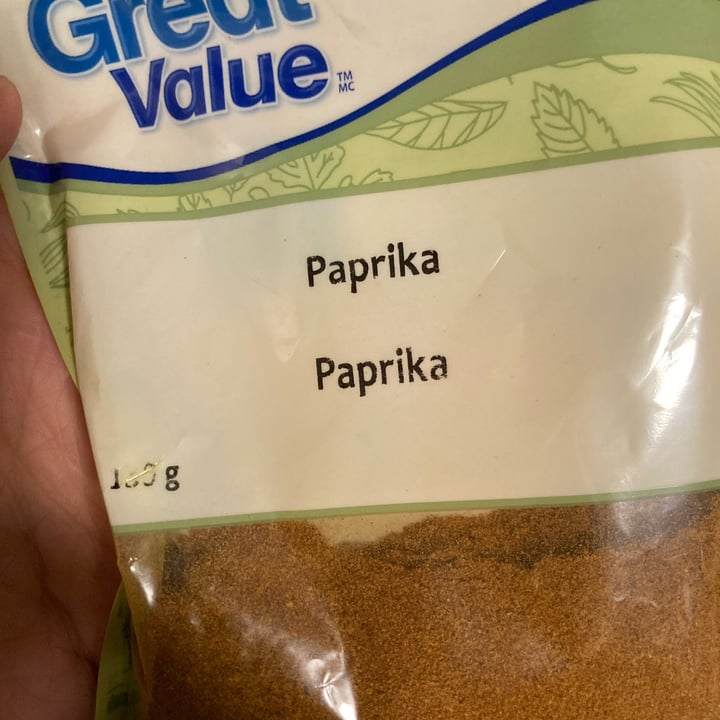 Great
Value
TM
MC
Paprika
Paprika
g